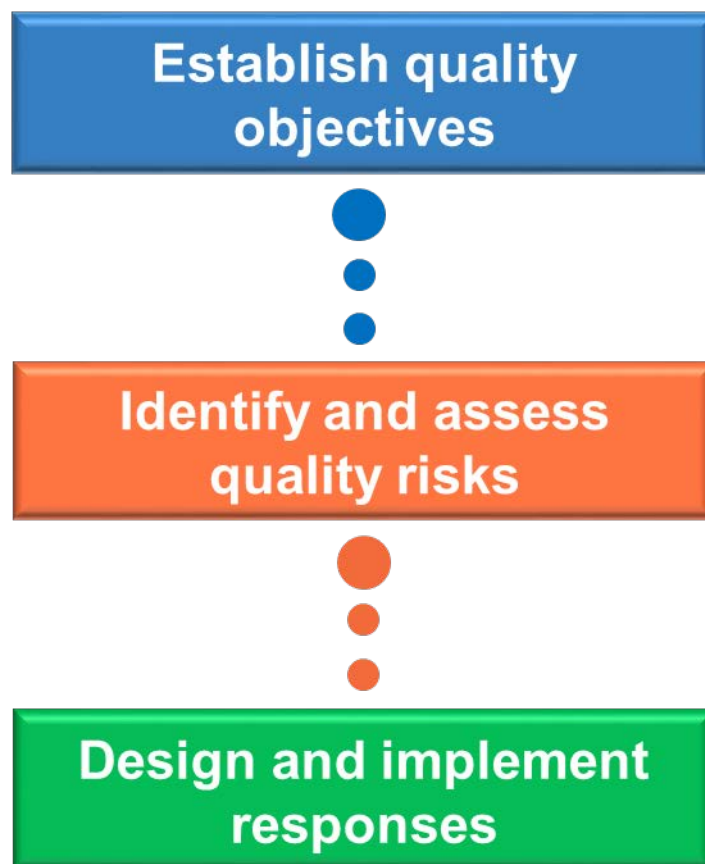 Establish quality
objectives
Identify and assess
quality risks
Design and implement
responses